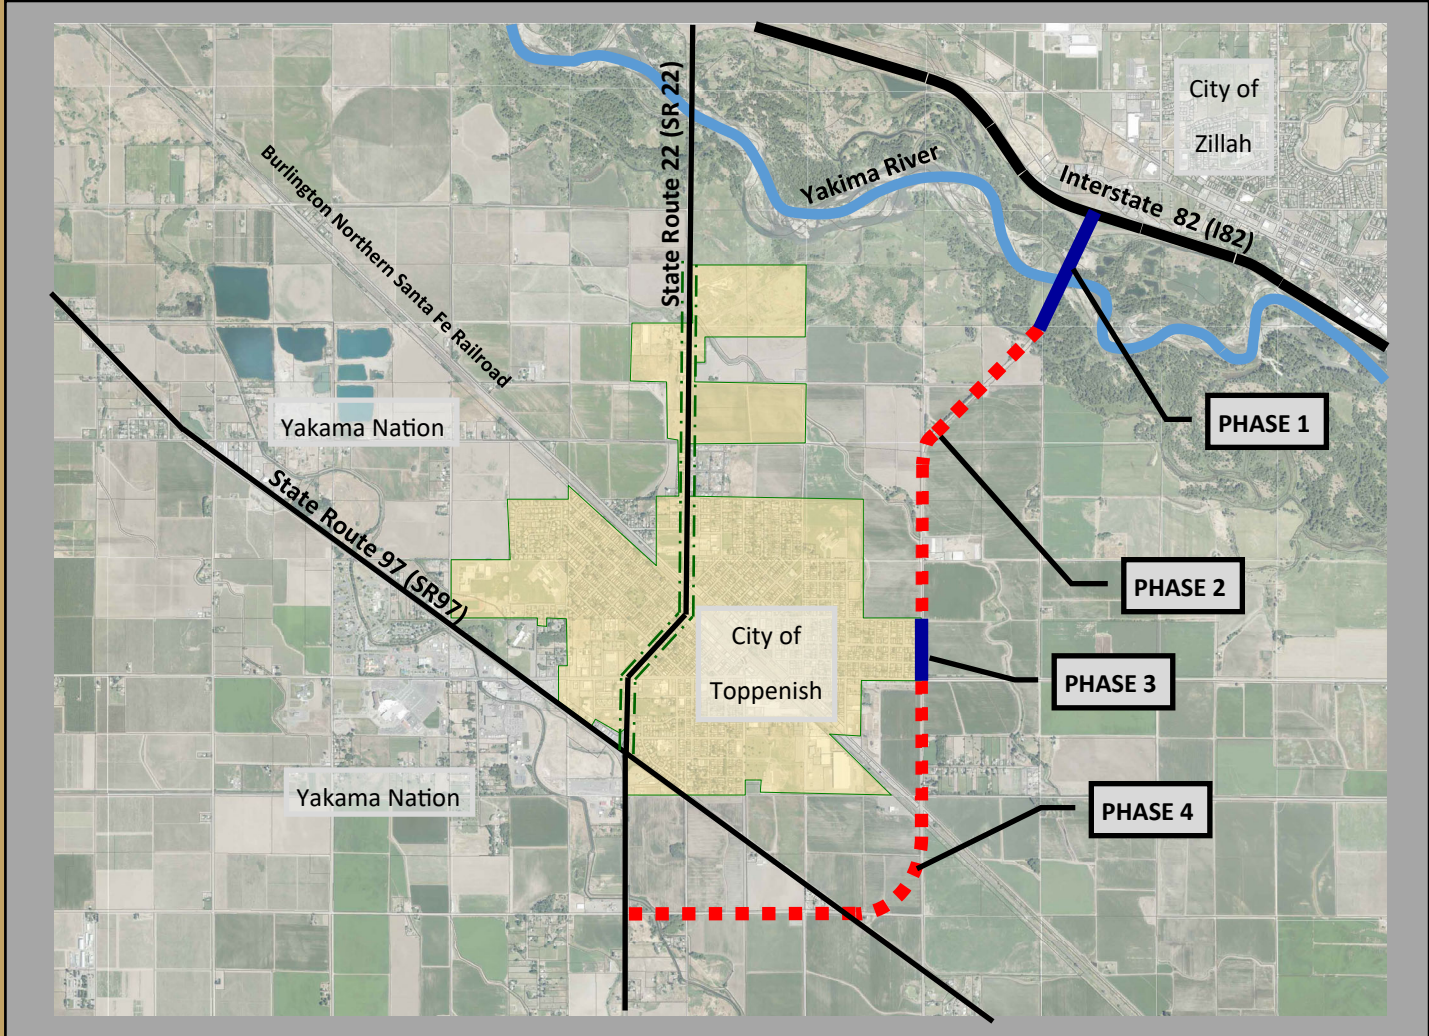 City of
Zillah
State Route 22 (SR 22)
Yakima River
Interstate 82 (I82)
Burlington Northern Santa Fe Railroad
Yakama Nation
PHASE 1
State Route 97 (SR97)
PHASE 2
City of
Toppenish
PHASE 3
Yakama Nation
PHASE 4